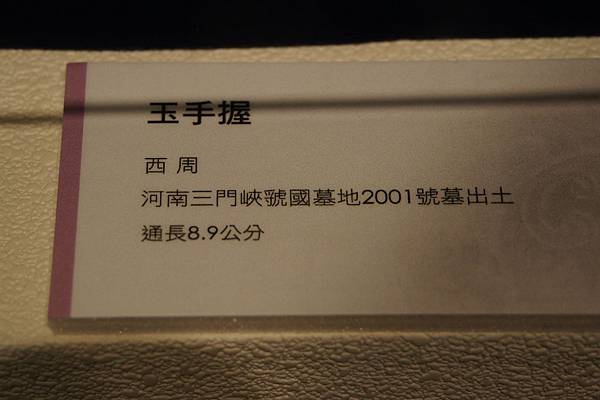 玉手握
西周
河南三門峽虢國墓地2001號墓出土
通長8.9公分